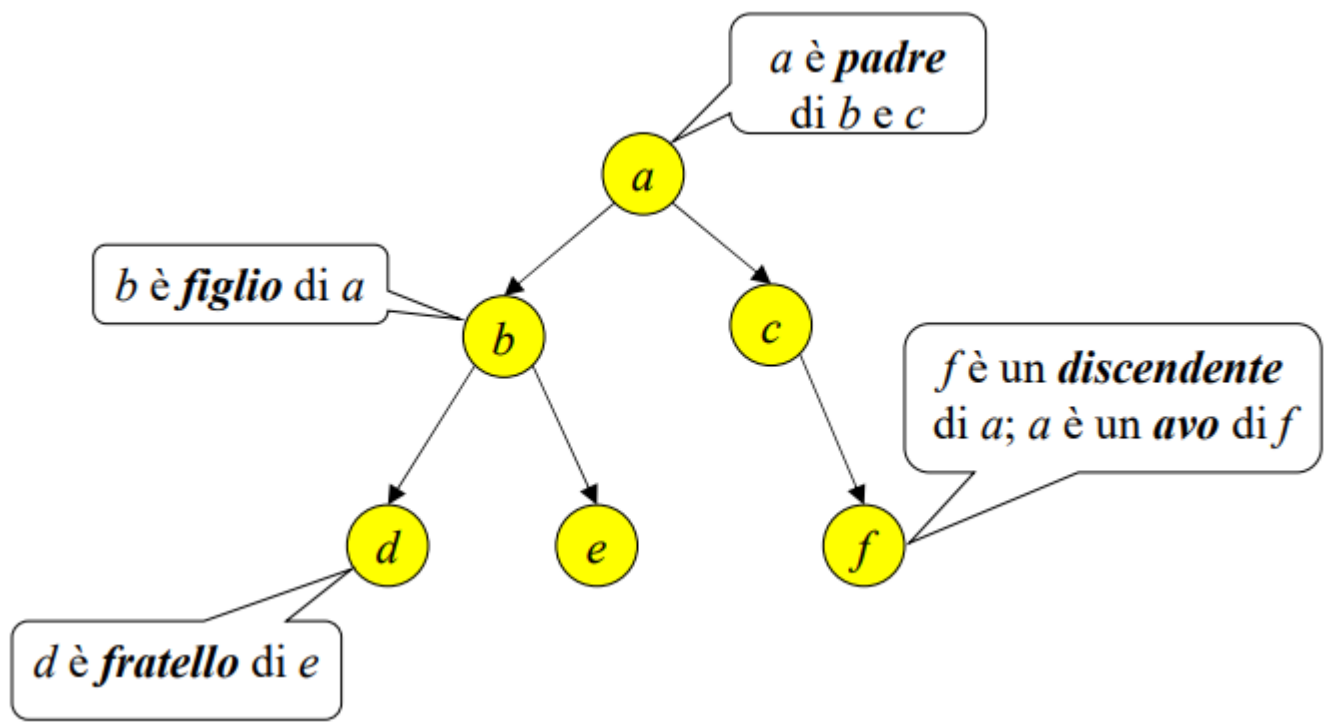 a è padre
di b e c
a
b è figlio di a
b
c
f è un discendente
di a; a è un avo di f
d
e
f
d è fratello di e